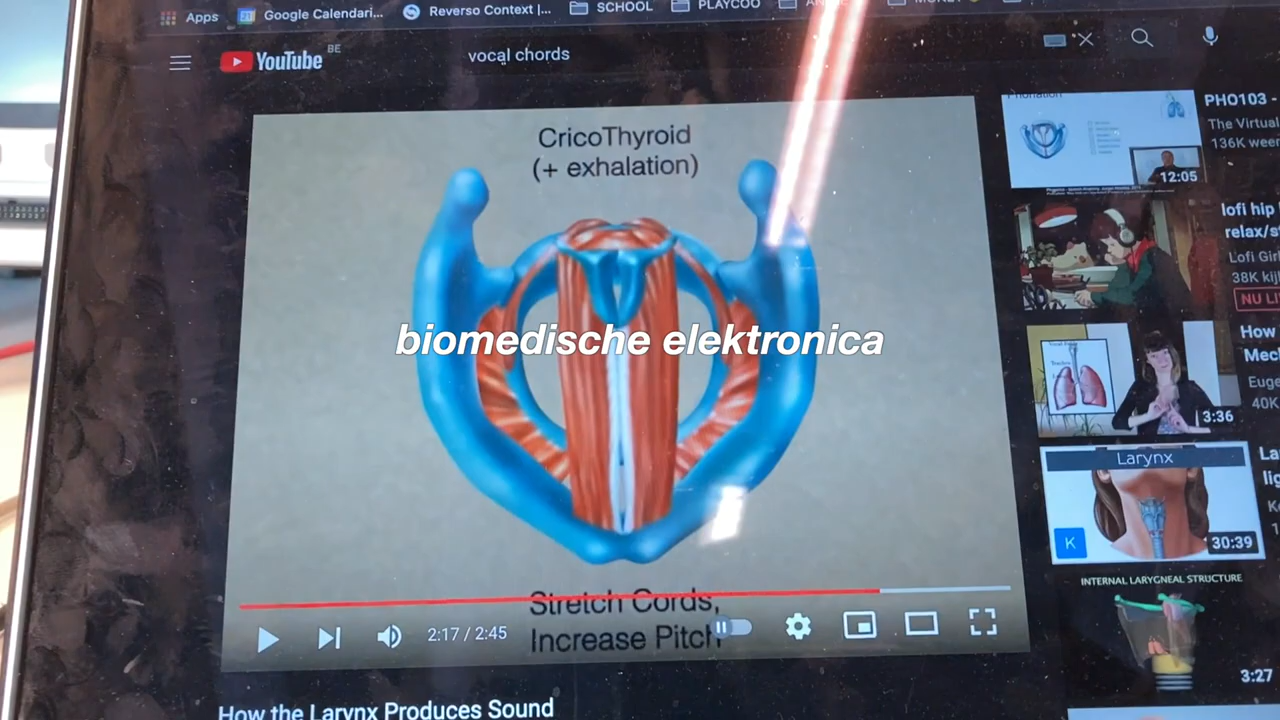 Apps Google Calendari... Reverso Context |... SCHOOL PLAYCOO
YouTube BE
vocal chords
CricoThyroid
(+ exhalation)
biomedische elektronica
Stretch Cords,
Increase Pitch
2:17 / 2:45
How the Larynx Produces Sound
PHO103 -
The Virtual
136K weer
12:05
lofi hip
relax/s
Lofi Girl
38K kij
NU LI
How
Mech
Euge
40K
3:36
Larynx
La
lig
K
30:39
INTERNAL LARYNGEAL STRUCTURE
3:27